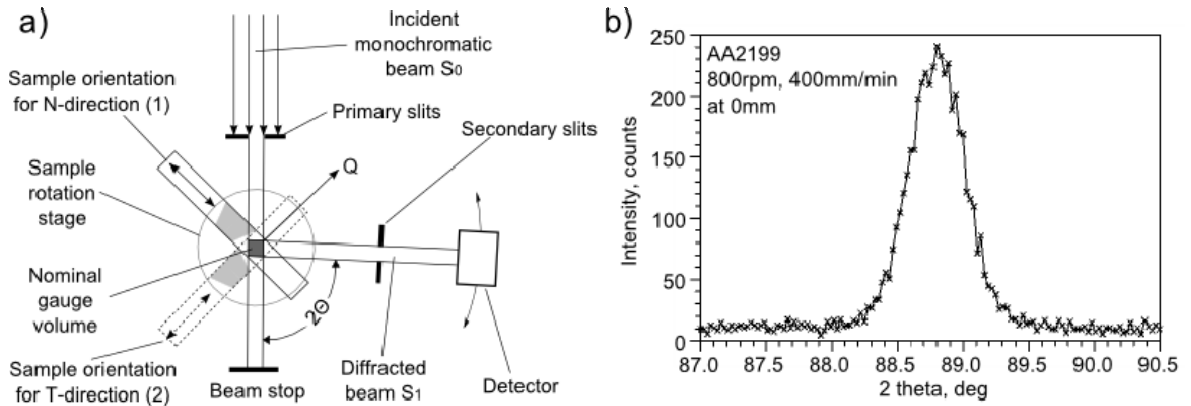 a)
Incident
monochromatic
beam S0
Sample orientation
for N-direction (1)
Primary slits
Secondary slits
Sample
rotation
stage
Q
Nominal
gauge
volume
2Θ
Sample orientation
for T-direction (2)
Beam stop
Diffracted
beam S1
Detector
b)
AA2199
800rpm, 400mm/min
at 0mm
Intensity, counts
250
200
150
100
50
0
87.0 87.5 88.0 88.5 89.0 89.5 90.0 90.5
2 theta, deg